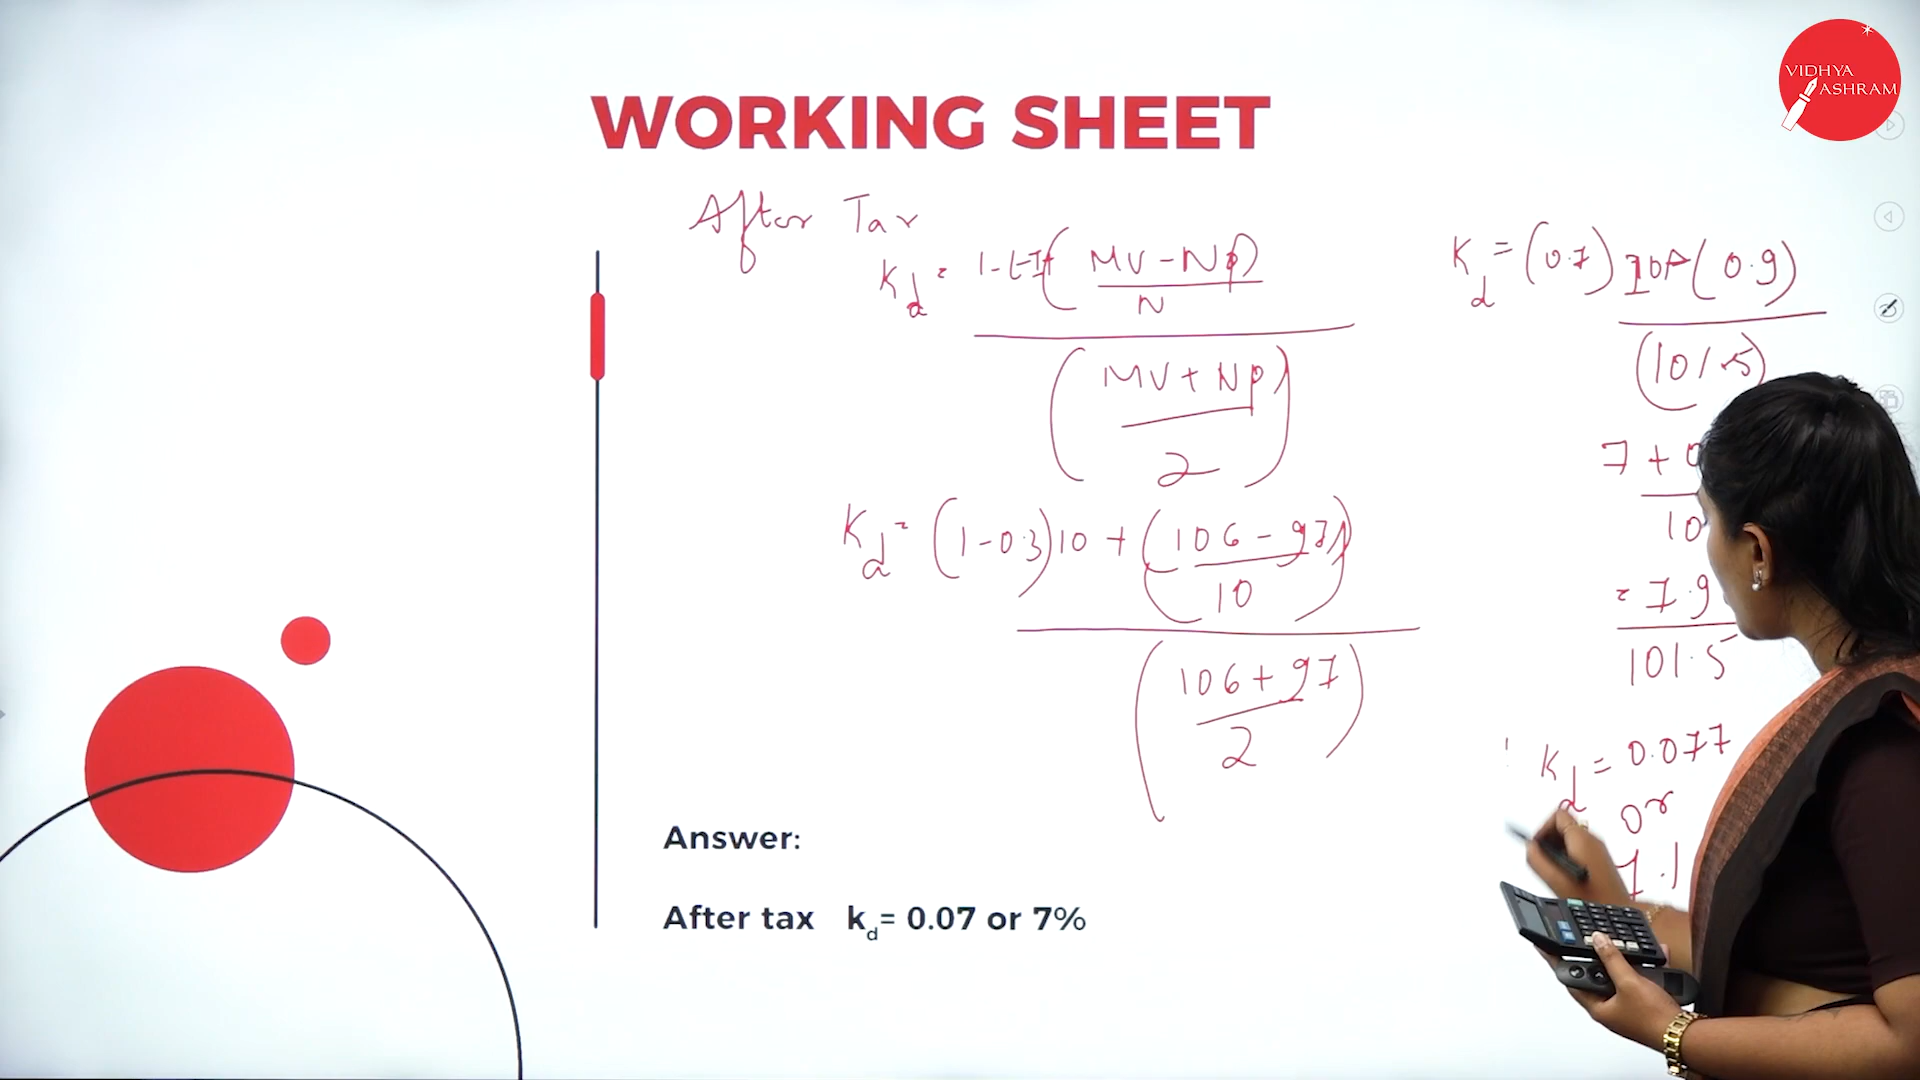 VIDHYA
ASHRAM
WORKING SHEET
After Tax
Kd = 1-(-I+ (MV-NP)
N
(MV+NP)
2
Kd = (1-0.3)10 + (106-97)
10
(106+97)
2
Kd = (0.7) 10+(0.9)
(101.5)
7+0
10
= 7.9
101.5
Kd = 0.077
or
Answer:
After tax kd= 0.07 or 7%